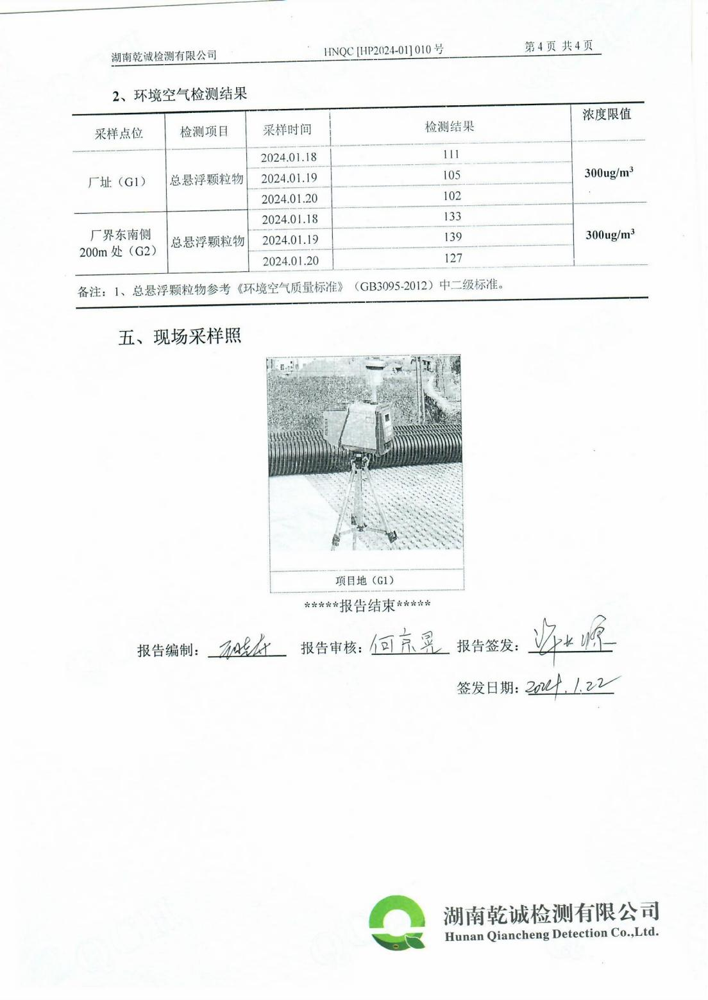 湖南乾诚检测有限公司 HNQC [HP2024-01] 010 号 第 4 页 共 4 页
2、环境空气检测结果
采样点位 检测项目 采样时间 检测结果 浓度限值
厂址（G1） 总悬浮颗粒物 2024.01.18 111 300ug/m³
2024.01.19 105
2024.01.20 102
厂界东南侧200m 处（G2） 总悬浮颗粒物 2024.01.18 133 300ug/m³
2024.01.19 139
2024.01.20 127
备注：1、总悬浮颗粒物参考《环境空气质量标准》（GB3095-2012）中二级标准。
五、现场采样照
项目地（G1）
*****报告结束*****
报告编制： 报告审核：何京晃 报告签发：
签发日期：2024.1.22
湖南乾诚检测有限公司
Hunan Qiancheng Detection Co.,Ltd.